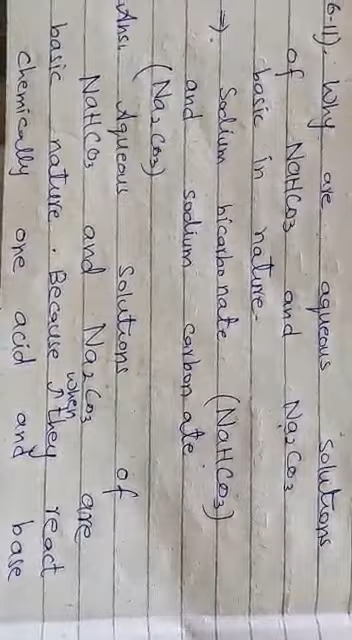 6-11). Why are aqueous solutions
of NaHCO3 and Na2CO3
basic in nature.
=). Sodium bicarbonate (NaHCO3)
and sodium carbonate
(Na2CO3)
Ans. Aqueous Solutions of
NaHCO3 and Na2CO3 are
basic nature. Because when they react
chemically one acid and base